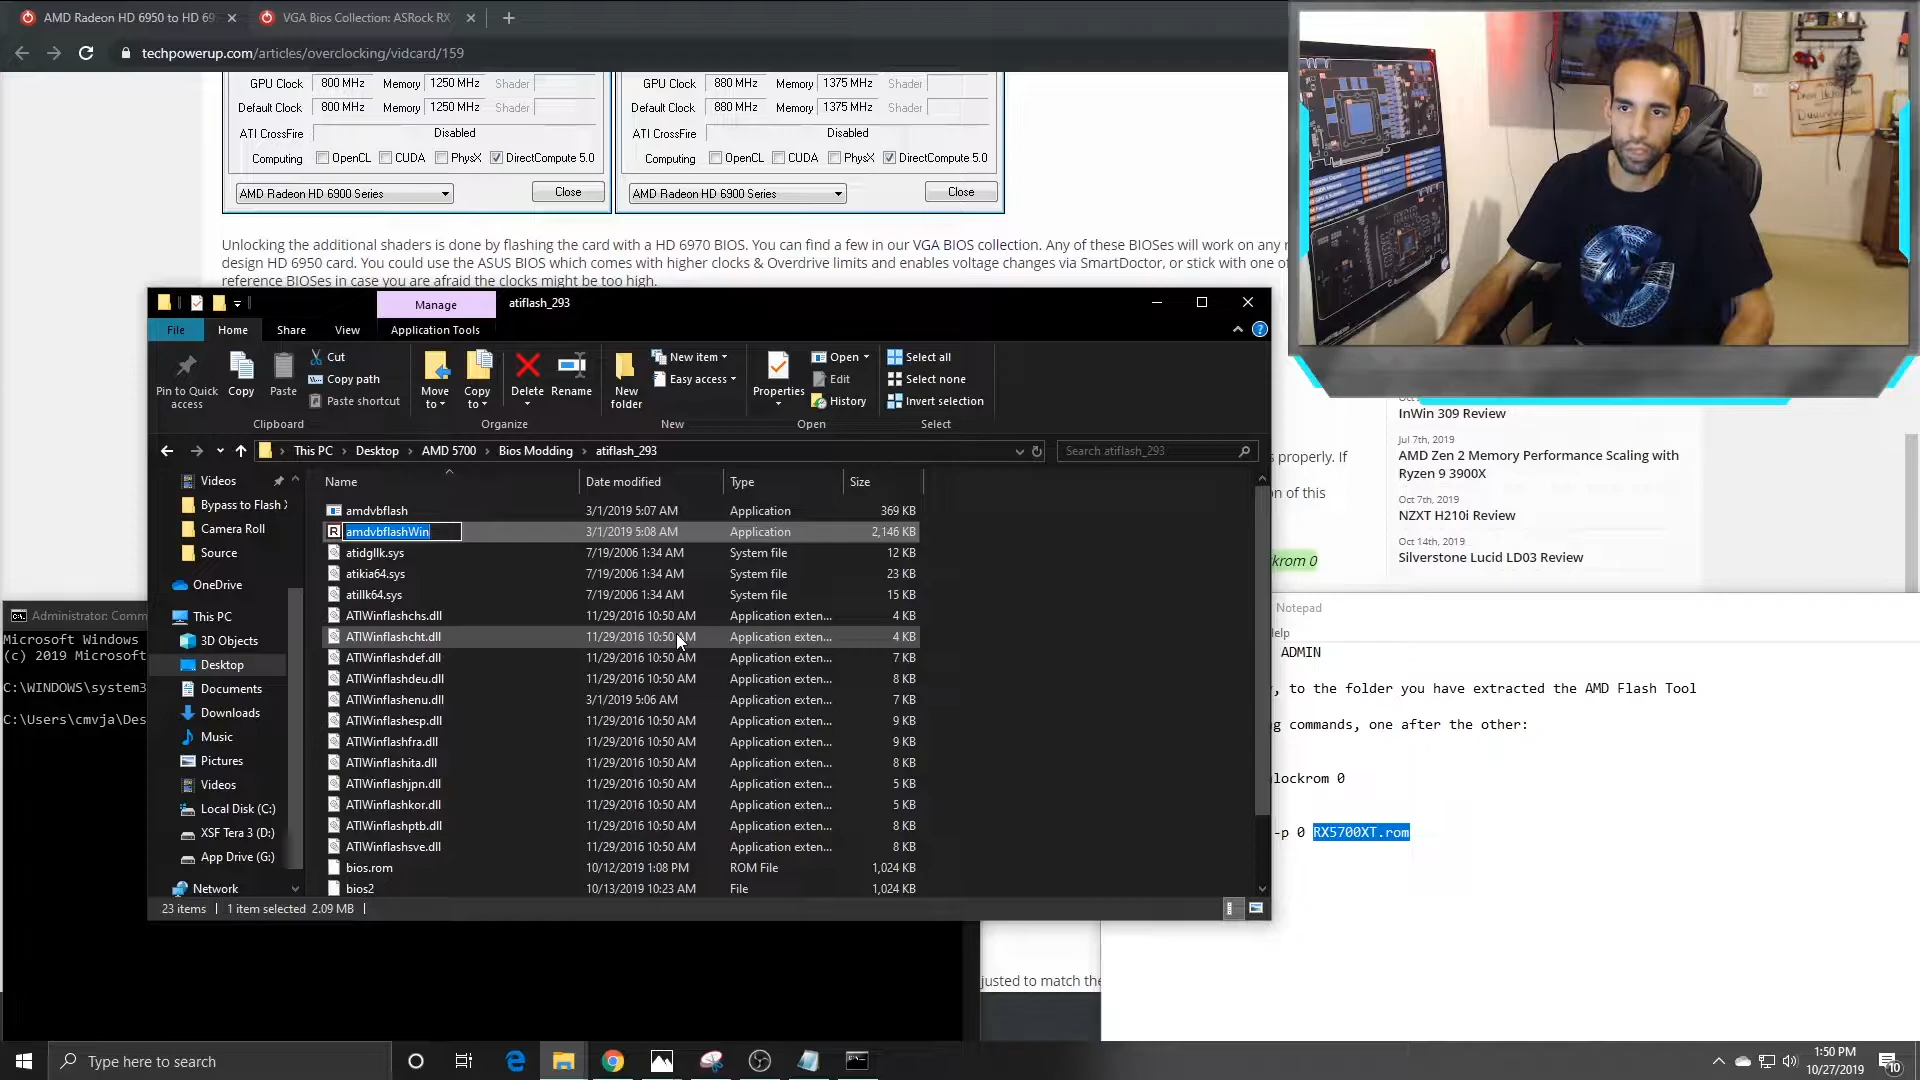 AMD Radeon HD 6950 to HD 69
VGA Bios Collection: ASRock RX
techpowerup.com/articles/overclocking/vidcard/159
GPU Clock 800 MHz Memory 1250 MHz Shader
GPU Clock 880 MHz Memory 1375 MHz Shader
Default Clock 800 MHz Memory 1250 MHz Shader
Default Clock 880 MHz Memory 1375 MHz Shader
ATI CrossFire Disabled
ATI CrossFire Disabled
Computing OpenCL CUDA PhysX DirectCompute 5.0
Computing OpenCL CUDA PhysX DirectCompute 5.0
AMD Radeon HD 6900 Series Close
AMD Radeon HD 6900 Series Close
Unlocking the additional shaders is done by flashing the card with a HD 6970 BIOS. You can find a few in our VGA BIOS collection. Any of these BIOSes will work on any
design HD 6950 card. You could use the ASUS BIOS which comes with higher clocks & Overdrive limits and enables voltage changes via SmartDoctor, or stick with one of
reference BIOSes in case you are afraid the clocks might be too high.
Manage atiflash_293
File Home Share View Application Tools
Pin to Quick access
Copy
Paste
Cut
Copy path
Paste shortcut
Move to
Copy to
Delete
Rename
New folder
New item
Easy access
Properties
Open
Edit
History
Select all
Select none
Invert selection
Clipboard Organize New Open Select
This PC Desktop AMD 5700 Bios Modding atiflash_293
Search atiflash_293
Videos
Bypass to Flash
Camera Roll
Source
OneDrive
This PC
3D Objects
Desktop
Documents
Downloads
Music
Pictures
Videos
Local Disk (C:)
XSF Tera 3 (D:)
App Drive (G:)
Network
Name Date modified Type Size
amdvbflash 3/1/2019 5:07 AM Application 369 KB
amdvbflashWin 3/1/2019 5:08 AM Application 2,146 KB
atidgllk.sys 7/19/2006 1:34 AM System file 12 KB
atikia64.sys 7/19/2006 1:34 AM System file 23 KB
atillk64.sys 7/19/2006 1:34 AM System file 15 KB
ATIWinflashchs.dll 11/29/2016 10:50 AM Application exten... 4 KB
ATIWinflashcht.dll 11/29/2016 10:50 AM Application exten... 4 KB
ATIWinflashdef.dll 11/29/2016 10:50 AM Application exten... 7 KB
ATIWinflashdeu.dll 11/29/2016 10:50 AM Application exten... 8 KB
ATIWinflashenu.dll 3/1/2019 5:06 AM Application exten... 7 KB
ATIWinflashesp.dll 11/29/2016 10:50 AM Application exten... 9 KB
ATIWinflashfra.dll 11/29/2016 10:50 AM Application exten... 9 KB
ATIWinflashita.dll 11/29/2016 10:50 AM Application exten... 8 KB
ATIWinflashjpn.dll 11/29/2016 10:50 AM Application exten... 5 KB
ATIWinflashkor.dll 11/29/2016 10:50 AM Application exten... 5 KB
ATIWinflashptb.dll 11/29/2016 10:50 AM Application exten... 8 KB
ATIWinflashsve.dll 11/29/2016 10:50 AM Application exten... 8 KB
bios.rom 10/12/2019 1:08 PM ROM File 1,024 KB
bios2 10/13/2019 10:23 AM File 1,024 KB
23 items 1 item selected 2.09 MB
Administrator: Comm
Microsoft Windows
(c) 2019 Microsoft
C:\WINDOWS\system3
C:\Users\cmvja\Des
InWin 309 Review
Jul 7th, 2019
AMD Zen 2 Memory Performance Scaling with
Ryzen 9 3900X
Oct 7th, 2019
NZXT H210i Review
Oct 14th, 2019
Silverstone Lucid LD03 Review
s properly. If
n of this
krom 0
Notepad
elp
ADMIN
, to the folder you have extracted the AMD Flash Tool
g commands, one after the other:
lockrom 0
-p 0 RX5700XT.rom
justed to match the
Type here to search
1:50 PM
10/27/2019
10